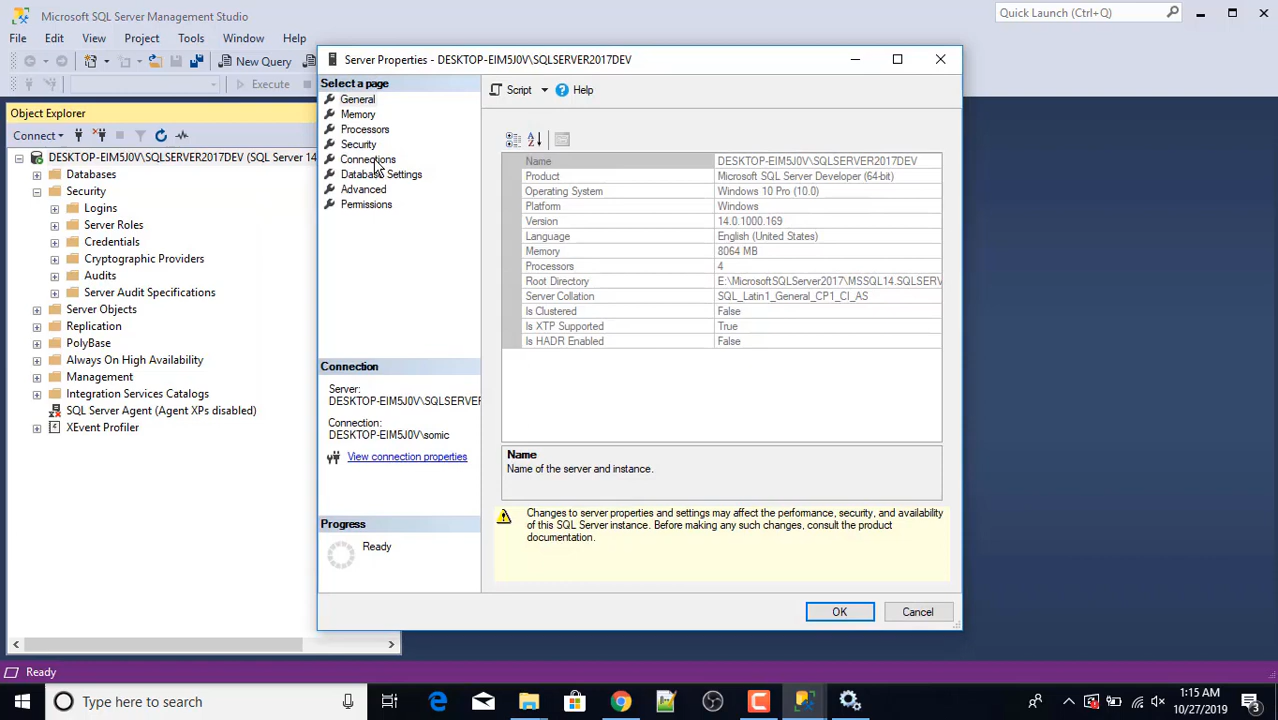 Microsoft SQL Server Management Studio
Quick Launch (Ctrl+Q)
File Edit View Project Tools Window Help
New Query
Execute
Object Explorer
Connect
DESKTOP-EIM5J0V\SQLSERVER2017DEV (SQL Server 14
Databases
Security
Logins
Server Roles
Credentials
Cryptographic Providers
Audits
Server Audit Specifications
Server Objects
Replication
PolyBase
Always On High Availability
Management
Integration Services Catalogs
SQL Server Agent (Agent XPs disabled)
XEvent Profiler
Server Properties - DESKTOP-EIM5J0V\SQLSERVER2017DEV
Select a page
General
Memory
Processors
Security
Connections
Database Settings
Advanced
Permissions
Connection
Server:
DESKTOP-EIM5J0V\SQLSERVER
Connection:
DESKTOP-EIM5J0V\somic
View connection properties
Progress
Ready
Script Help
Name DESKTOP-EIM5J0V\SQLSERVER2017DEV
Product Microsoft SQL Server Developer (64-bit)
Operating System Windows 10 Pro (10.0)
Platform Windows
Version 14.0.1000.169
Language English (United States)
Memory 8064 MB
Processors 4
Root Directory E:\MicrosoftSQLServer2017\MSSQL14.SQLSERV
Server Collation SQL_Latin1_General_CP1_CI_AS
Is Clustered False
Is XTP Supported True
Is HADR Enabled False
Name
Name of the server and instance.
Changes to server properties and settings may affect the performance, security, and availability
of this SQL Server instance. Before making any such changes, consult the product
documentation.
OK Cancel
Ready
Type here to search
1:15 AM
10/27/2019
3